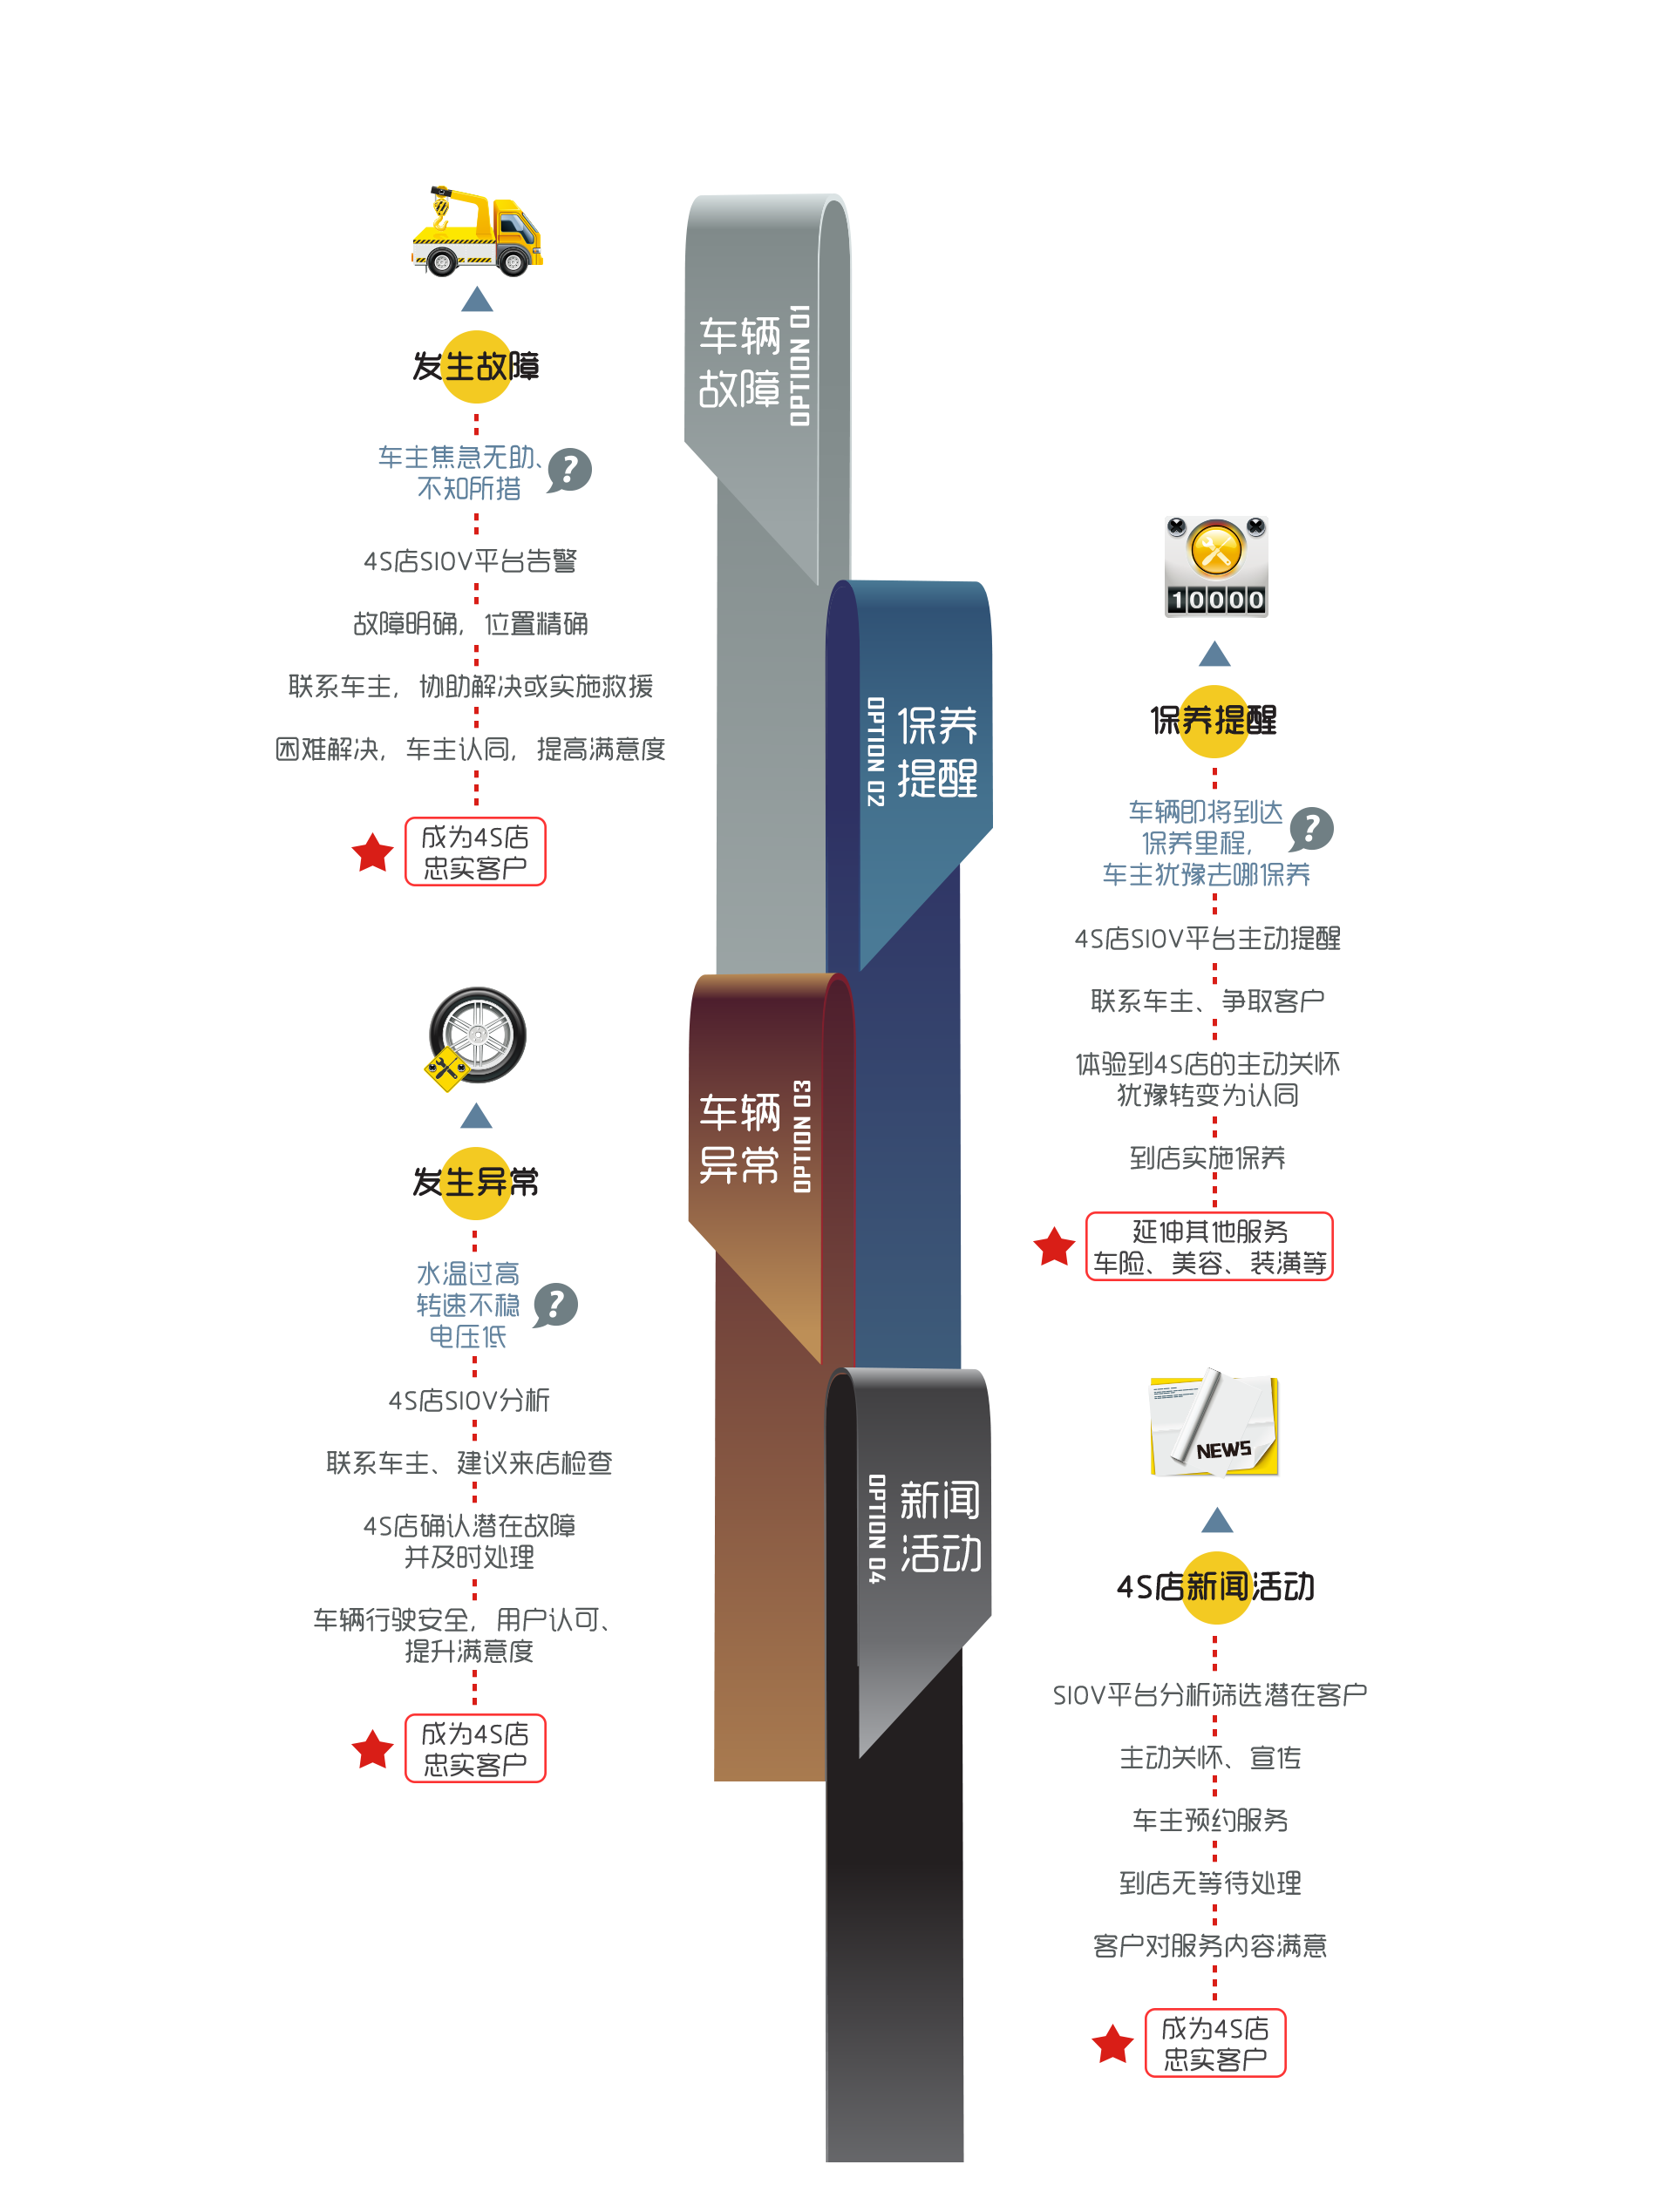 车辆
故障
OPTION 01
发生故障
车主焦急无助、
不知所措
?
4S店SIOV平台告警
故障明确，位置精确
联系车主，协助解决或实施救援
困难解决，车主认同，提高满意度
成为4S店
忠实客户
保养
提醒
OPTION 02
10000
保养提醒
车辆即将到达
保养里程，
车主犹豫去哪保养
?
4S店SIOV平台主动提醒
联系车主、争取客户
体验到4S店的主动关怀
犹豫转变为认同
到店实施保养
延伸其他服务
车险、美容、装潢等
车辆
异常
OPTION 03
发生异常
水温过高
转速不稳
电压低
?
4S店SIOV分析
联系车主、建议来店检查
4S店确认潜在故障
并及时处理
车辆行驶安全，用户认可、
提升满意度
成为4S店
忠实客户
新闻
活动
OPTION 04
NEWS
4S店新闻活动
SIOV平台分析筛选潜在客户
主动关怀、宣传
车主预约服务
到店无等待处理
客户对服务内容满意
成为4S店
忠实客户